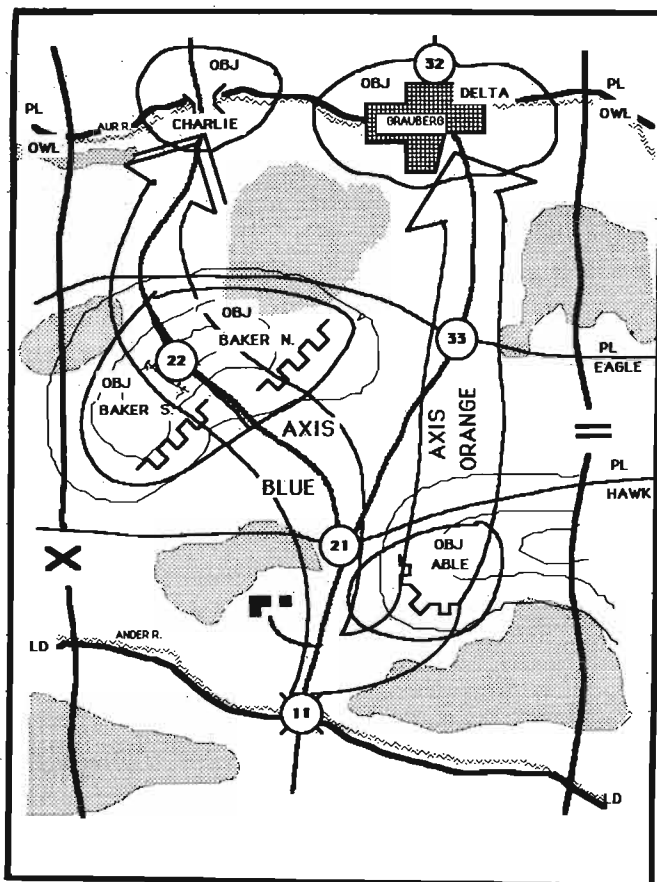 OBJ
32
OBJ
DELTA
PL
PL
CHARLIE
GRAUBERG
OWL
AUR R.
OWL
OBJ
BAKER N.
33
22
PL
OBJ
EAGLE
BAKER S.
AXIS
AXIS
ORANGE
BLUE
PL
HAWK
21
OBJ
ABLE
X
ANDER R.
LD
11
LD